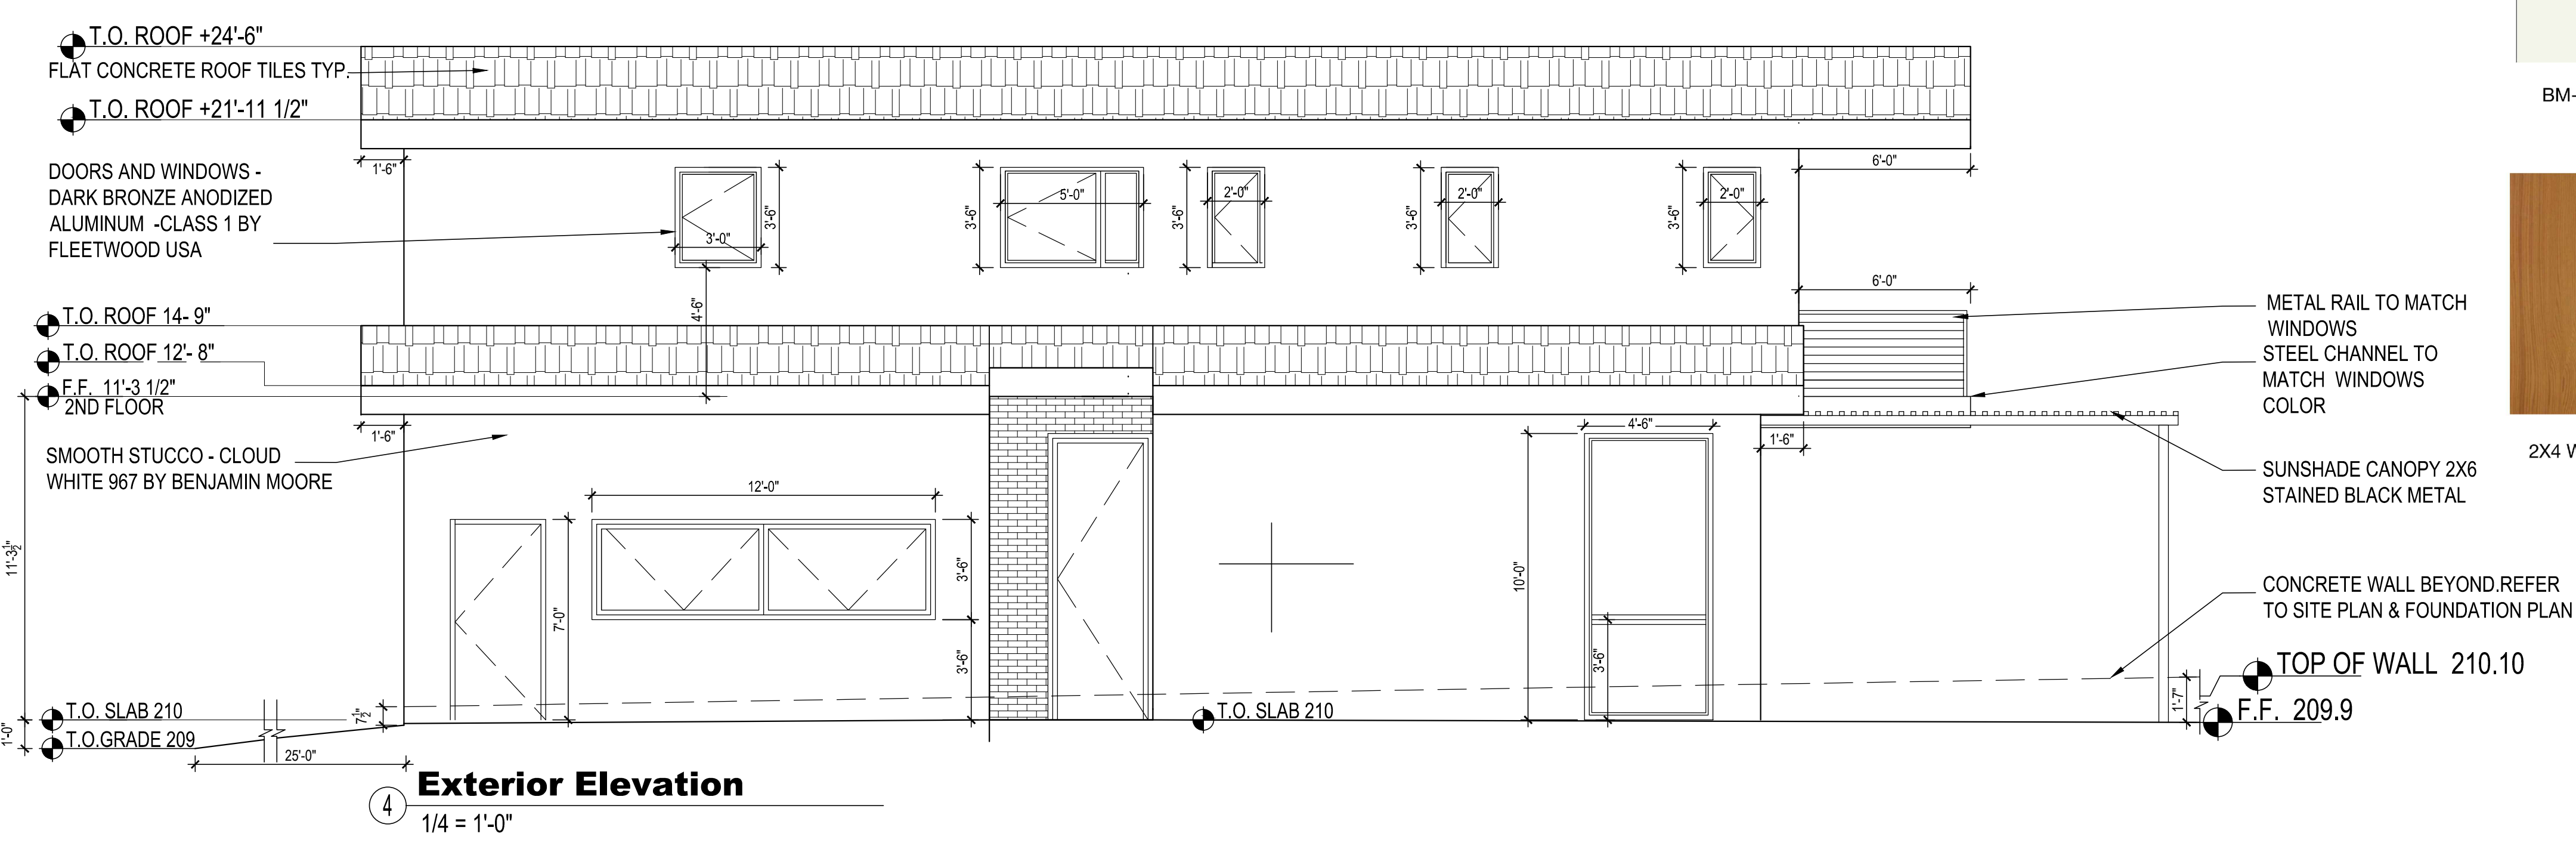 T.O. ROOF +24'-6"
FLAT CONCRETE ROOF TILES TYP.
T.O. ROOF +21'-11 1/2"
DOORS AND WINDOWS -
DARK BRONZE ANODIZED
ALUMINUM -CLASS 1 BY
FLEETWOOD USA
T.O. ROOF 14- 9"
T.O. ROOF 12'- 8"
F.F. 11'-3 1/2"
2ND FLOOR
SMOOTH STUCCO - CLOUD
WHITE 967 BY BENJAMIN MOORE
11'-3½"
T.O. SLAB 210
T.O.GRADE 209
1'-0"
25'-0"
7½"
1'-6"
1'-6"
3'-0"
3'-6"
4'-6"
3'-6"
5'-0"
3'-6"
2'-0"
3'-6"
2'-0"
3'-6"
2'-0"
6'-0"
6'-0"
12'-0"
7'-0"
3'-6"
3'-6"
T.O. SLAB 210
10'-0"
4'-6"
3'-6"
1'-6"
METAL RAIL TO MATCH
WINDOWS
STEEL CHANNEL TO
MATCH WINDOWS
COLOR
SUNSHADE CANOPY 2X6
STAINED BLACK METAL
CONCRETE WALL BEYOND.REFER
TO SITE PLAN & FOUNDATION PLAN
TOP OF WALL 210.10
1'-7"
F.F. 209.9
BM-
2X4 W
4
Exterior Elevation
1/4 = 1'-0"